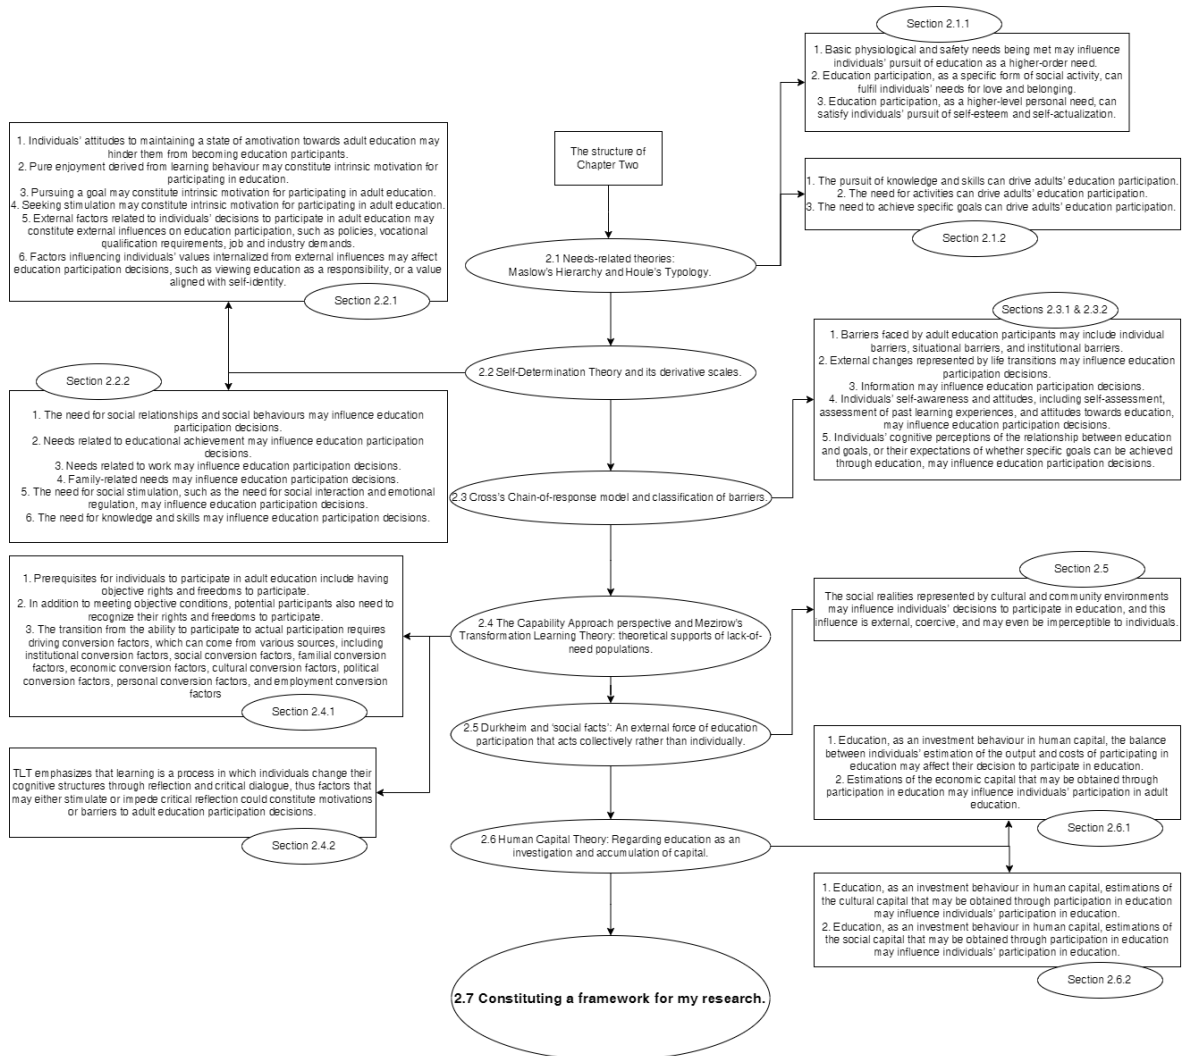 Section 2.1.1
1. Basic physiological and safety needs being met may influence
individuals' pursuit of education as a higher-order need.
2. Education participation, as a specific form of social activity, can
fulfil individuals' needs for love and belonging.
3. Education participation, as a higher-level personal need, can
satisfy individuals' pursuit of self-esteem and self-actualization.
The structure of
Chapter Two
1. Individuals' attitudes to maintaining a state of amotivation towards adult education may
hinder them from becoming education participants.
2. Pure enjoyment derived from learning behaviour may constitute intrinsic motivation for
participating in education.
3. Pursuing a goal may constitute intrinsic motivation for participating in adult education.
4. Seeking stimulation may constitute intrinsic motivation for participating in adult education.
5. External factors related to individuals' decisions to participate in adult education may
constitute external influences on education participation, such as policies, vocational
qualification requirements, job and industry demands.
6. Factors influencing individuals' values internalized from external influences may affect
education participation decisions, such as viewing education as a responsibility, or a value
aligned with self-identity.
Section 2.2.1
1. The pursuit of knowledge and skills can drive adults' education participation.
2. The need for activities can drive adults' education participation.
3. The need to achieve specific goals can drive adults' education participation.
Section 2.1.2
2.1 Needs-related theories:
Maslow's Hierarchy and Houle's Typology.
Sections 2.3.1 & 2.3.2
1. Barriers faced by adult education participants may include individual
barriers, situational barriers, and institutional barriers.
2. External changes represented by life transitions may influence education
participation decisions.
3. Information may influence education participation decisions.
4. Individuals' self-awareness and attitudes, including self-assessment,
assessment of past learning experiences, and attitudes towards education,
may influence education participation decisions.
5. Individuals' cognitive perceptions of the relationship between education
and goals, or their expectations of whether specific goals can be achieved
through education, may influence education participation decisions.
2.2 Self-Determination Theory and its derivative scales.
Section 2.2.2
1. The need for social relationships and social behaviours may influence education
participation decisions.
2. Needs related to educational achievement may influence education participation
decisions.
3. Needs related to work may influence education participation decisions.
4. Family-related needs may influence education participation decisions.
5. The need for social stimulation, such as the need for social interaction and emotional
regulation, may influence education participation decisions.
6. The need for knowledge and skills may influence education participation decisions.
2.3 Cross's Chain-of-response model and classification of barriers.
1. Prerequisites for individuals to participate in adult education include having
objective rights and freedoms to participate.
2. In addition to meeting objective conditions, potential participants also need to
recognize their rights and freedoms to participate.
3. The transition from the ability to participate to actual participation requires
driving conversion factors, which can come from various sources, including
institutional conversion factors, social conversion factors, familial conversion
factors, economic conversion factors, cultural conversion factors, political
conversion factors, personal conversion factors, and employment conversion
factors
Section 2.4.1
2.4 The Capability Approach perspective and Mezirow's
Transformation Learning Theory: theoretical supports of lack-of-
need populations.
Section 2.5
The social realities represented by cultural and community environments
may influence individuals' decisions to participate in education, and this
influence is external, coercive, and may even be imperceptible to individuals.
2.5 Durkheim and 'social facts': An external force of education
participation that acts collectively rather than individually.
TLT emphasizes that learning is a process in which individuals change their
cognitive structures through reflection and critical dialogue, thus factors that
may either stimulate or impede critical reflection could constitute motivations
or barriers to adult education participation decisions.
Section 2.4.2
1. Education, as an investment behaviour in human capital, the balance
between individuals' estimation of the output and costs of participating in
education may affect their decision to participate in education.
2. Estimations of the economic capital that may be obtained through
participation in education may influence individuals' participation in adult
education.
Section 2.6.1
2.6 Human Capital Theory: Regarding education as an
investigation and accumulation of capital.
1. Education, as an investment behaviour in human capital, estimations of
the cultural capital that may be obtained through participation in education
may influence individuals' participation in education.
2. Education, as an investment behaviour in human capital, estimations of
the social capital that may be obtained through participation in education
may influence individuals' participation in education.
Section 2.6.2
2.7 Constituting a framework for my research.